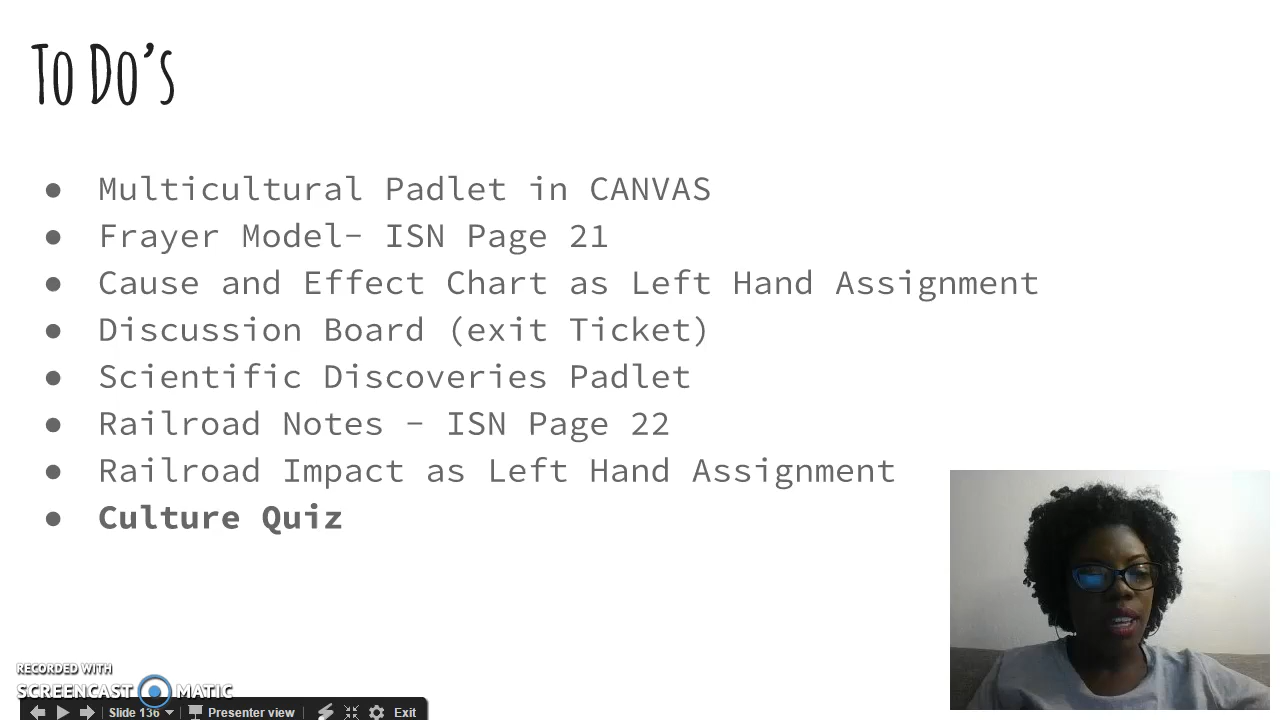 To Do's
● Multicultural Padlet in CANVAS
● Frayer Model- ISN Page 21
● Cause and Effect Chart as Left Hand Assignment
● Discussion Board (exit Ticket)
● Scientific Discoveries Padlet
● Railroad Notes - ISN Page 22
● Railroad Impact as Left Hand Assignment
● Culture Quiz
RECORDED WITH
SCREENCAST MATIC
Slide 136 Presenter view Exit